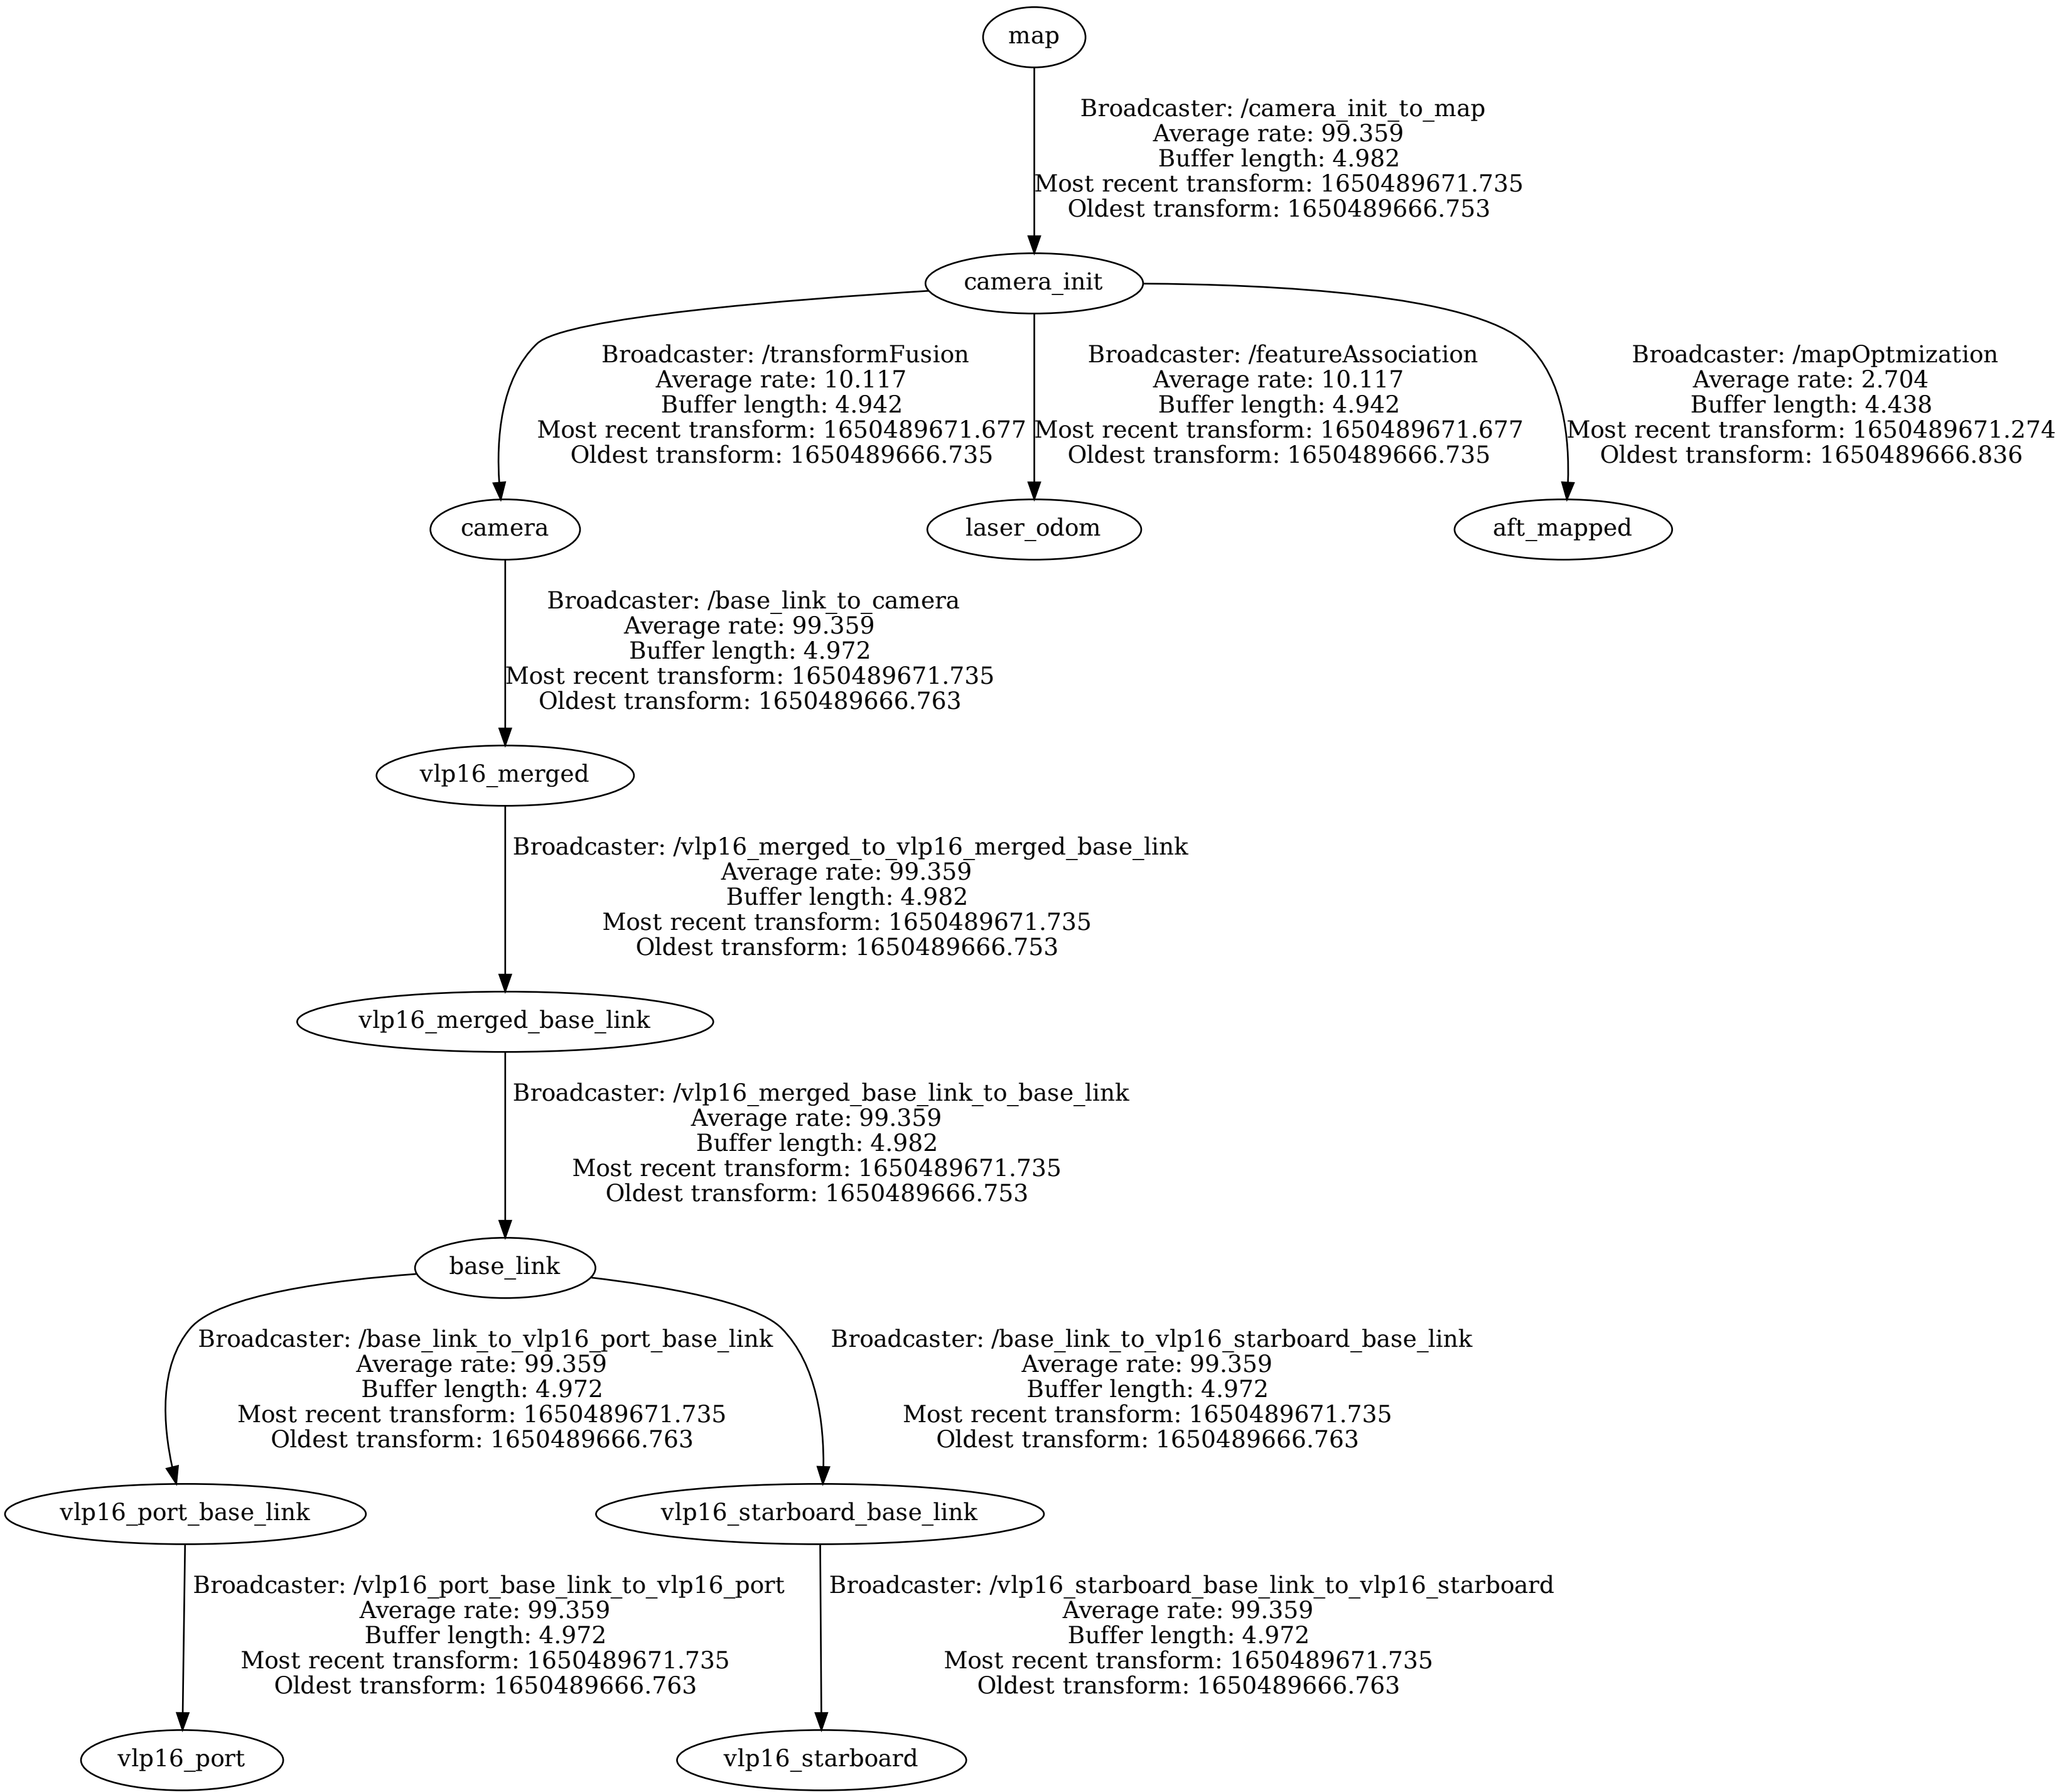 map
Broadcaster: /camera_init_to_map
Average rate: 99.359
Buffer length: 4.982
Most recent transform: 1650489671.735
Oldest transform: 1650489666.753
camera_init
Broadcaster: /transformFusion
Average rate: 10.117
Buffer length: 4.942
Most recent transform: 1650489671.677
Oldest transform: 1650489666.735
Broadcaster: /featureAssociation
Average rate: 10.117
Buffer length: 4.942
Most recent transform: 1650489671.677
Oldest transform: 1650489666.735
Broadcaster: /mapOptmization
Average rate: 2.704
Buffer length: 4.438
Most recent transform: 1650489671.274
Oldest transform: 1650489666.836
camera
laser_odom
aft_mapped
Broadcaster: /base_link_to_camera
Average rate: 99.359
Buffer length: 4.972
Most recent transform: 1650489671.735
Oldest transform: 1650489666.763
vlp16_merged
Broadcaster: /vlp16_merged_to_vlp16_merged_base_link
Average rate: 99.359
Buffer length: 4.982
Most recent transform: 1650489671.735
Oldest transform: 1650489666.753
vlp16_merged_base_link
Broadcaster: /vlp16_merged_base_link_to_base_link
Average rate: 99.359
Buffer length: 4.982
Most recent transform: 1650489671.735
Oldest transform: 1650489666.753
base_link
Broadcaster: /base_link_to_vlp16_port_base_link
Average rate: 99.359
Buffer length: 4.972
Most recent transform: 1650489671.735
Oldest transform: 1650489666.763
Broadcaster: /base_link_to_vlp16_starboard_base_link
Average rate: 99.359
Buffer length: 4.972
Most recent transform: 1650489671.735
Oldest transform: 1650489666.763
vlp16_port_base_link
vlp16_starboard_base_link
Broadcaster: /vlp16_port_base_link_to_vlp16_port
Average rate: 99.359
Buffer length: 4.972
Most recent transform: 1650489671.735
Oldest transform: 1650489666.763
Broadcaster: /vlp16_starboard_base_link_to_vlp16_starboard
Average rate: 99.359
Buffer length: 4.972
Most recent transform: 1650489671.735
Oldest transform: 1650489666.763
vlp16_port
vlp16_starboard